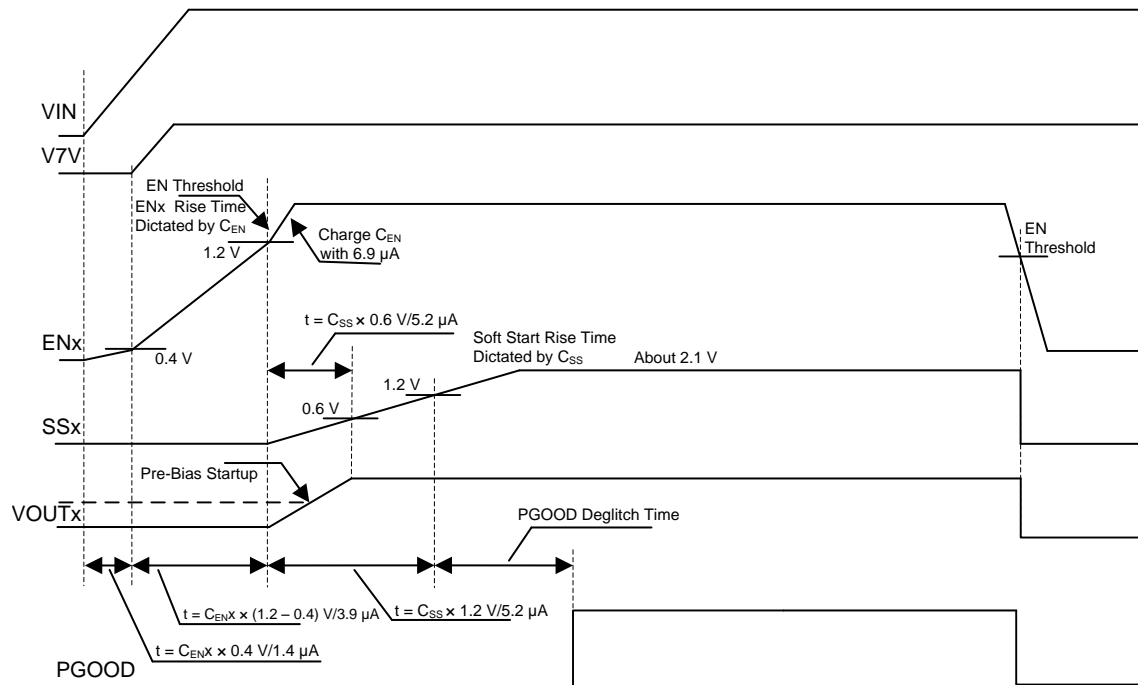 VIN
V7V
EN Threshold
ENx Rise Time
Dictated by CEN
1.2 V
Charge CEN
with 6.9 µA
EN
Threshold
ENx
0.4 V
t = CSS × 0.6 V/5.2 µA
Soft Start Rise Time
Dictated by CSS
About 2.1 V
1.2 V
0.6 V
SSx
Pre-Bias Startup
VOUTx
PGOOD Deglitch Time
t = CENx × (1.2 – 0.4) V/3.9 µA
t = CSS × 1.2 V/5.2 µA
t = CENx × 0.4 V/1.4 µA
PGOOD